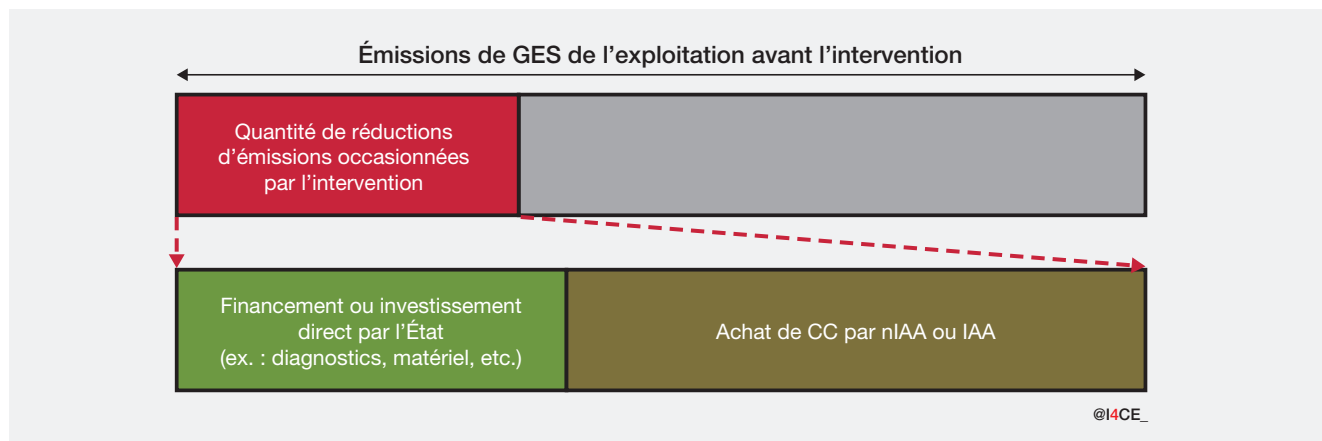 Émissions de GES de l’exploitation avant l’intervention
Quantité de réductions
d’émissions occasionnées
par l’intervention
Financement ou investissement
direct par l’État
(ex. : diagnostics, matériel, etc.)
Achat de CC par nIAA ou IAA
@I4CE_